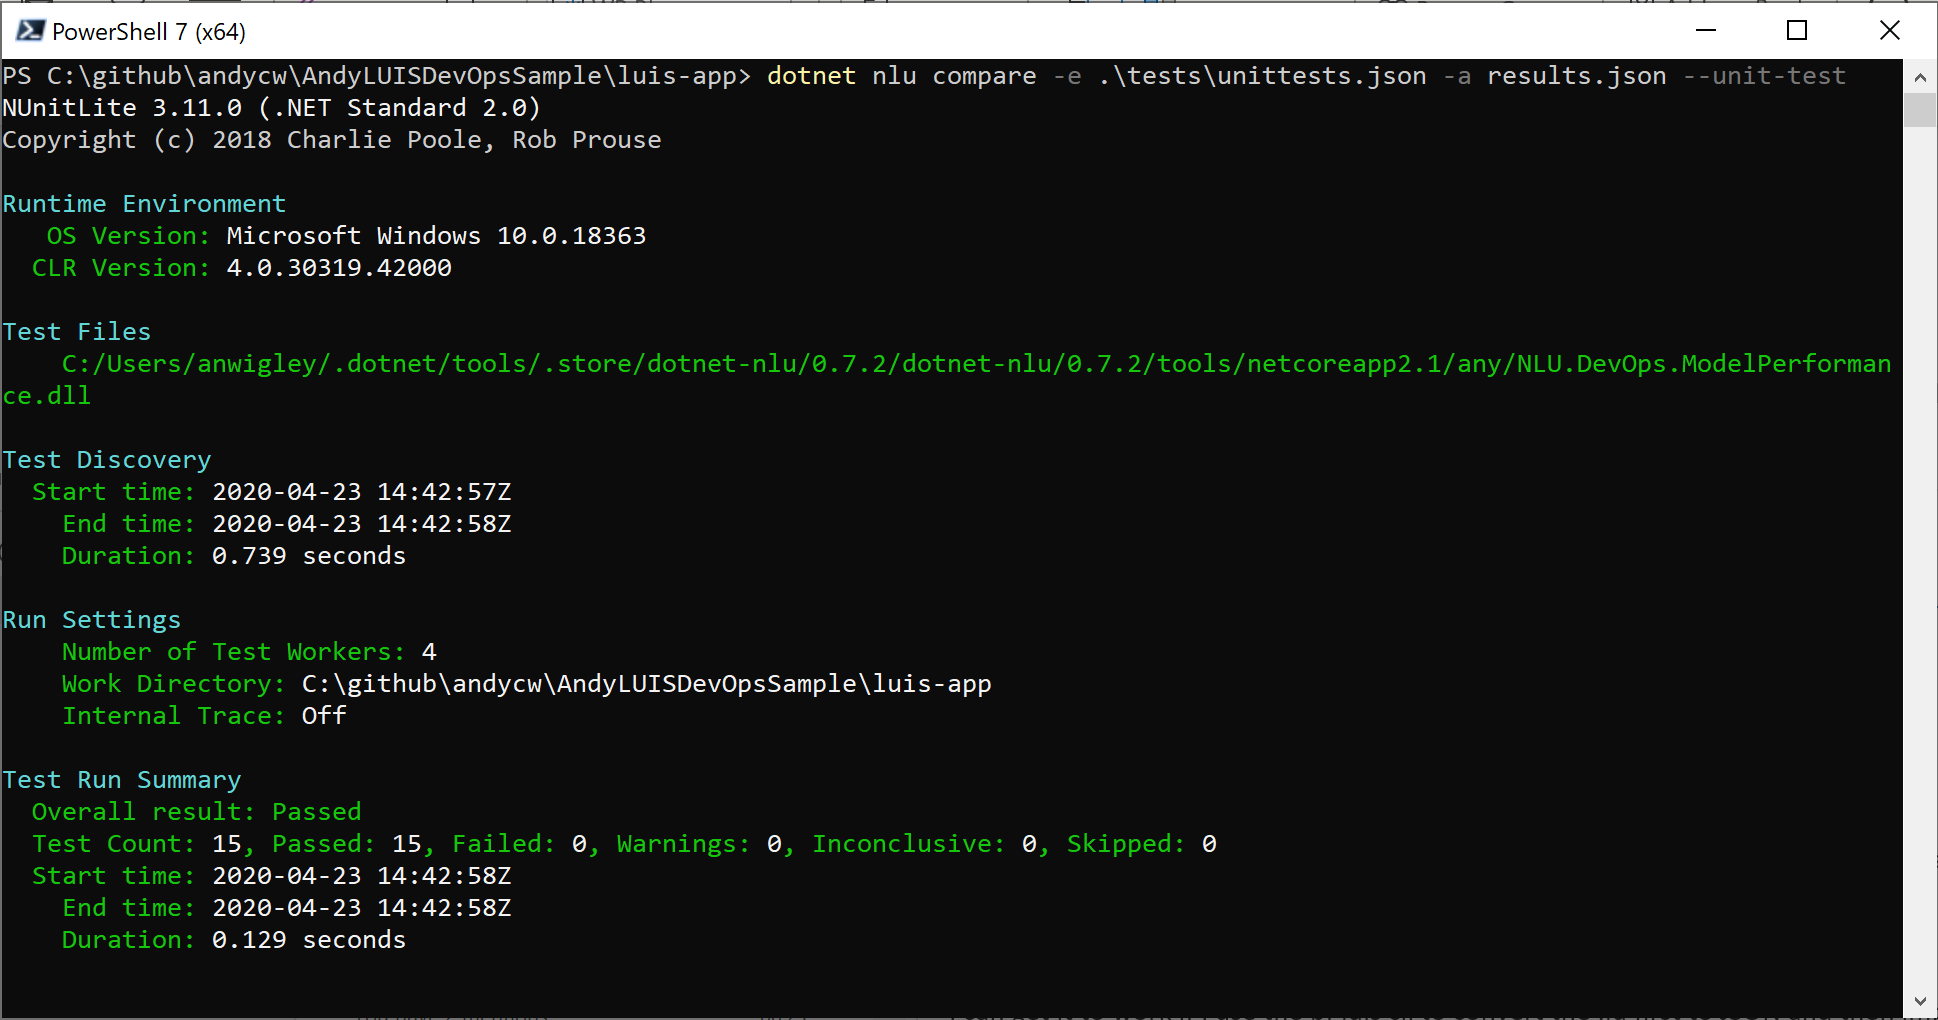 PowerShell 7 (x64)
PS C:\github\andycw\AndyLUISDevOpsSample\luis-app> dotnet nlu compare -e .\tests\unittests.json -a results.json --unit-test
NUnitLite 3.11.0 (.NET Standard 2.0)
Copyright (c) 2018 Charlie Poole, Rob Prouse
Runtime Environment
OS Version: Microsoft Windows 10.0.18363
CLR Version: 4.0.30319.42000
Test Files
C:/Users/anwigley/.dotnet/tools/.store/dotnet-nlu/0.7.2/dotnet-nlu/0.7.2/tools/netcoreapp2.1/any/NLU.DevOps.ModelPerforman
ce.dll
Test Discovery
Start time: 2020-04-23 14:42:57Z
End time: 2020-04-23 14:42:58Z
Duration: 0.739 seconds
Run Settings
Number of Test Workers: 4
Work Directory: C:\github\andycw\AndyLUISDevOpsSample\luis-app
Internal Trace: Off
Test Run Summary
Overall result: Passed
Test Count: 15, Passed: 15, Failed: 0, Warnings: 0, Inconclusive: 0, Skipped: 0
Start time: 2020-04-23 14:42:58Z
End time: 2020-04-23 14:42:58Z
Duration: 0.129 seconds